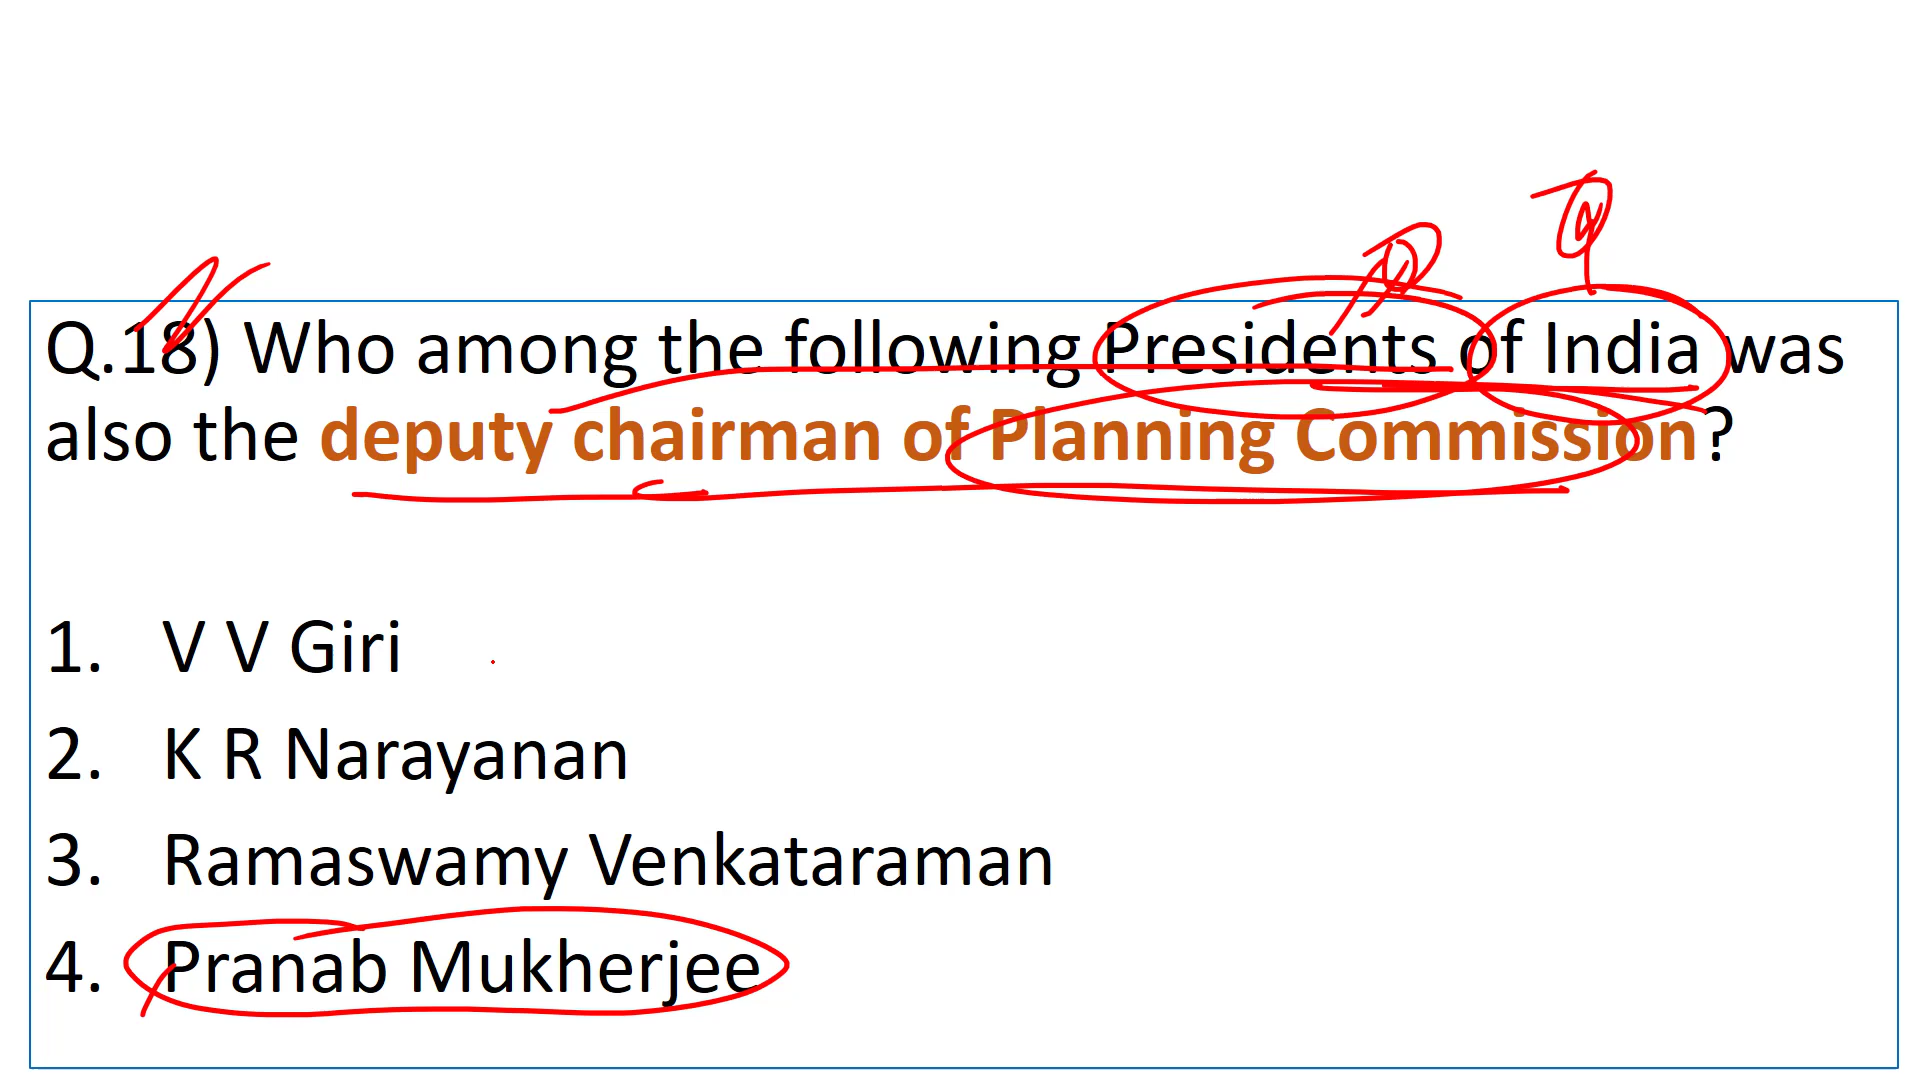 Q.18) Who among the following Presidents of India was
also the deputy chairman of Planning Commission?
1. V V Giri
2. K R Narayanan
3. Ramaswamy Venkataraman
4. Pranab Mukherjee